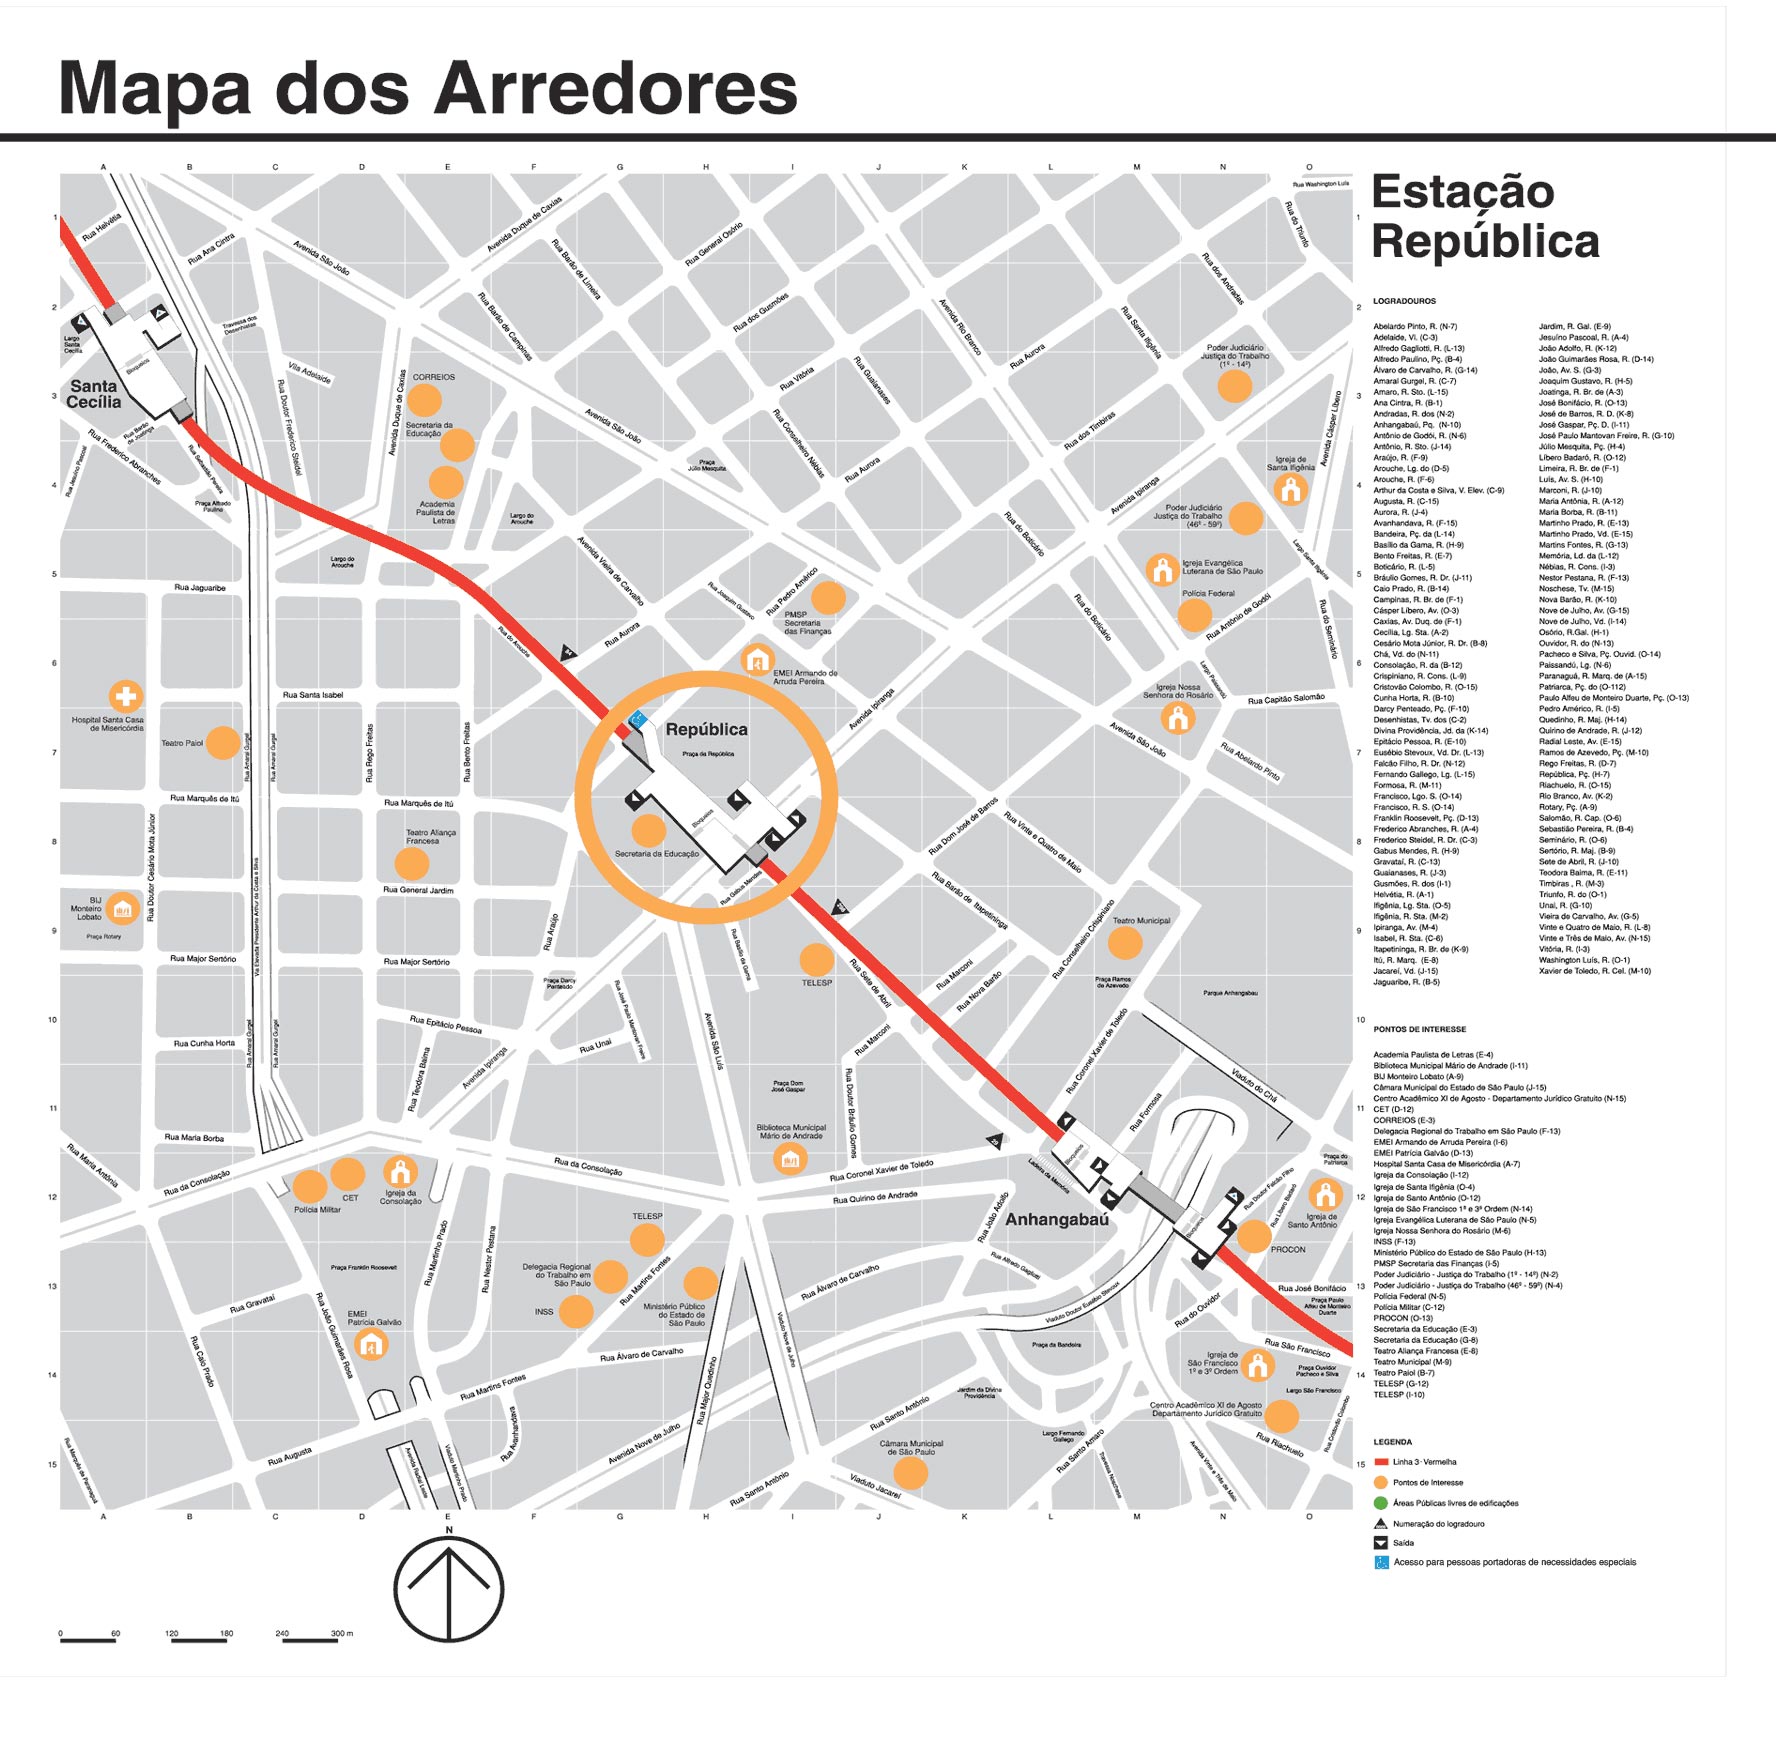 Mapa dos Arredores
Estação
República
LOGRADOUROS
Abelardo Pinto, R. (N-7)
Adelaide, Vl. (C-3)
Alfredo Gagliotti, R. (L-13)
Alfredo Paulino, Pç. (B-4)
Álvaro de Carvalho, R. (G-14)
Amaral Gurgel, R. (C-7)
Amaro, R. Sto. (L-15)
Ana Cintra, R. (B-1)
Andradas, R. dos (N-2)
Anhangabaú, Pq. (N-10)
Antônio de Godói, R. (N-6)
Antônio, R. Sto. (J-14)
Araújo, R. (F-9)
Arouche, Lg. do (D-5)
Arouche, R. (F-6)
Arthur da Costa e Silva, V. Elev. (C-9)
Augusta, R. (C-15)
Aurora, R. (J-4)
Avanhandava, R. (F-15)
Bandeira, Pç. da (L-14)
Basílio da Gama, R. (H-9)
Bento Freitas, R. (E-7)
Boticário, R. (L-5)
Bráulio Gomes, R. Dr. (J-11)
Caio Prado, R. (B-14)
Campinas, R. Br. de (F-1)
Cásper Líbero, Av. (O-3)
Caxias, Av. Duq. de (F-1)
Cecília, Lg. Sta. (A-2)
Cesário Mota Júnior, R. Dr. (B-8)
Chá, Vd. do (N-11)
Consolação, R. da (B-12)
Crispiniano, R. Cons. (L-9)
Cristovão Colombo, R. (O-15)
Cunha Horta, R. (B-10)
Darcy Penteado, Pç. (F-10)
Desenhistas, Tv. dos (C-2)
Divina Providência, Jd. da (K-14)
Epitácio Pessoa, R. (E-10)
Eusébio Stevoux, Vd. Dr. (L-13)
Falcão Filho, R. Dr. (N-12)
Fernando Gallego, Lg. (L-15)
Formosa, R. (M-11)
Francisco, Lgo. S. (O-14)
Francisco, R. S. (O-14)
Franklin Roosevelt, Pç. (D-13)
Frederico Abranches, R. (A-4)
Frederico Steidel, R. Dr. (C-3)
Gabus Mendes, R. (H-9)
Gravataí, R. (C-13)
Guaianases, R. (J-3)
Gusmões, R. dos (I-1)
Helvétia, R. (A-1)
Ifigênia, Lg. Sta. (O-5)
Ifigênia, R. Sta. (M-2)
Ipiranga, Av. (M-4)
Isabel, R. Sta. (C-6)
Itapetininga, R. Br. de (K-9)
Itú, R. Marq. (E-8)
Jacareí, Vd. (J-15)
Jaguaribe, R. (B-5)
Jardim, R. Gal. (E-9)
Jesuíno Pascoal, R. (A-4)
João Adolfo, R. (K-12)
João Guimarães Rosa, R. (D-14)
João, Av. S. (G-3)
Joaquim Gustavo, R. (H-5)
Joatinga, R. Br. de (A-3)
José Bonifácio, R. (O-13)
José de Barros, R. D. (K-8)
José Gaspar, Pç. D. (I-11)
José Paulo Mantovan Freire, R. (G-10)
Júlio Mesquita, Pç. (H-4)
Líbero Badaró, R. (O-12)
Limeira, R. Br. de (F-1)
Luís, Av. S. (H-10)
Marconi, R. (J-10)
Maria Antônia, R. (A-12)
Maria Borba, R. (B-11)
Martinho Prado, R. (E-13)
Martinho Prado, Vd. (E-15)
Martins Fontes, R. (G-13)
Memória, Ld. da (L-12)
Nébias, R. Cons. (I-3)
Nestor Pestana, R. (F-13)
Noschese, Tv. (M-15)
Nova Barão, R. (K-10)
Nove de Julho, Av. (G-15)
Nove de Julho, Vd. (I-14)
Osório, R.Gal. (H-1)
Ouvidor, R. do (N-13)
Pacheco e Silva, Pç. Ouvid. (O-14)
Paissandú, Lg. (N-6)
Paranaguá, R. Marq. de (A-15)
Patriarca, Pç. do (O-112)
Paulo Alfeu de Monteiro Duarte, Pç. (O-13)
Pedro Américo, R. (I-5)
Quedinho, R. Maj. (H-14)
Quirino de Andrade, R. (J-12)
Radial Leste, Av. (E-15)
Ramos de Azevedo, Pç. (M-10)
Rego Freitas, R. (D-7)
República, Pç. (H-7)
Riachuelo, R. (O-15)
Rio Branco, Av. (K-2)
Rotary, Pç. (A-9)
Salomão, R. Cap. (O-6)
Sebastião Pereira, R. (B-4)
Seminário, R. (O-6)
Sertório, R. Maj. (B-9)
Sete de Abril, R. (J-10)
Teodora Baima, R. (E-11)
Timbiras , R. (M-3)
Triunfo, R. do (O-1)
Unaí, R. (G-10)
Vieira de Carvalho, Av. (G-5)
Vinte e Quatro de Maio, R. (L-8)
Vinte e Três de Maio, Av. (N-15)
Vitória, R. (I-3)
Washington Luís, R. (O-1)
Xavier de Toledo, R. Cel. (M-10)
PONTOS DE INTERESSE
Academia Paulista de Letras (E-4)
Biblioteca Municipal Mário de Andrade (I-11)
BIJ Monteiro Lobato (A-9)
Câmara Municipal do Estado de São Paulo (J-15)
Centro Acadêmico XI de Agosto - Departamento Jurídico Gratuito (N-15)
CET (D-12)
CORREIOS (E-3)
Delegacia Regional do Trabalho em São Paulo (F-13)
EMEI Armando de Arruda Pereira (I-6)
EMEI Patrícia Galvão (D-13)
Hospital Santa Casa de Misericórdia (A-7)
Igreja da Consolação (I-12)
Igreja de Santa Ifigênia (O-4)
Igreja de Santo Antônio (O-12)
Igreja de São Francisco 1ª e 3ª Ordem (N-14)
Igreja Evangélica Luterana de São Paulo (N-5)
Igreja Nossa Senhora do Rosário (M-6)
INSS (F-13)
Ministério Público do Estado de São Paulo (H-13)
PMSP Secretaria das Finanças (I-5)
Poder Judiciário - Justiça do Trabalho (1º - 14º) (N-2)
Poder Judiciário - Justiça do Trabalho (46º - 59º) (N-4)
Polícia Federal (N-5)
Polícia Militar (C-12)
PROCON (O-13)
Secretaria da Educação (E-3)
Secretaria da Educação (G-8)
Teatro Aliança Francesa (E-8)
Teatro Municipal (M-9)
Teatro Paiol (B-7)
TELESP (G-12)
TELESP (I-10)
LEGENDA
Linha 3 - Vermelha
Pontos de Interesse
Áreas Públicas livres de edificações
Numeração do logradouro
Saída
Acesso para pessoas portadoras de necessidades especiais
A B C D E F G H I J K L M N O
1
2
3
4
5
6
7
8
9
10
11
12
13
14
15
Santa
Cecília
República
Praça da República
Anhangabaú
CORREIOS
Secretaria da
Educação
Academia
Paulista de
Letras
Poder Judiciário
Justiça do Trabalho
(1º - 14º)
Igreja de
Santa Ifigênia
Poder Judiciário
Justiça do Trabalho
(46º - 59º)
Igreja Evangélica
Luterana de São Paulo
Polícia Federal
PMSP
Secretaria
das Finanças
EMEI Armando de
Arruda Pereira
Igreja Nossa
Senhora do Rosário
Hospital Santa Casa
de Misericórdia
Teatro Paiol
Teatro Aliança
Francesa
Secretaria da Educação
BIJ
Monteiro
Lobato
Praça Rotary
Teatro Municipal
TELESP
Biblioteca Municipal
Mário de Andrade
Polícia Militar
CET
Igreja da
Consolação
TELESP
Delegacia Regional
do Trabalho em
São Paulo
INSS
Ministério Público
do Estado de
São Paulo
EMEI
Patrícia Galvão
Igreja de
Santo Antônio
PROCON
Igreja de
São Francisco
1ª e 3ª Ordem
Centro Acadêmico XI de Agosto
Departamento Jurídico Gratuito
Câmara Municipal
de São Paulo
Rua Helvétia
Rua Ana Cintra
Avenida São João
Avenida Duque de Caxias
Rua Barão de Limeira
Rua General Osório
Rua Barão de Campinas
Rua dos Gusmões
Avenida Rio Branco
Rua Santa Ifigênia
Rua dos Andradas
Rua do Triunfo
Rua Washington Luís
Largo
Santa
Cecília
Travessa dos
Desenhistas
Vila Adelaide
Rua Doutor Frederico Steidel
Avenida Duque de Caxias
Avenida São João
Rua Vitória
Rua Guaianases
Rua Aurora
Rua Conselheiro Nébias
Rua dos Timbiras
Avenida Cásper Líbero
Rua Barão
de Joatinga
Rua Frederico Abranches
Rua Jesuíno Pascoal
Rua Sebastião Pereira
Praça Alfredo
Paulino
Praça
Júlio Mesquita
Rua Aurora
Avenida Ipiranga
Largo do
Arouche
Largo do
Arouche
Rua do Boticário
Largo Santa Ifigênia
Avenida Vieira de Carvalho
Rua Joaquim Gustavo
Rua Pedro Américo
Rua do Boticário
Rua Antônio de Godói
Rua do Seminário
Rua Jaguaribe
Rua do Arouche
Rua Aurora
Largo Paissandú
Rua Santa Isabel
Rua Capitão Salomão
Avenida Ipiranga
Avenida São João
Rua Abelardo Pinto
Rua Amaral Gurgel
Rua Amaral Gurgel
Rua Rego Freitas
Rua Bento Freitas
Rua Marquês de Itú
Rua Marquês de Itú
Rua Doutor Cesário Mota Júnior
Via Elevada Presidente Arthur da Costa e Silva
Rua General Jardim
Bloqueios
Rua Gabus Mendes
Rua Dom José de Barros
Rua Vinte e Quatro de Maio
Rua Barão de Itapetininga
Rua Conselheiro Crispiniano
Rua Araújo
Rua Basílio da Gama
Rua Major Sertório
Rua Major Sertório
Praça Darcy
Penteado
Rua José Paulo Mantovan Freire
Rua Sete de Abril
Rua Marconi
Rua Nova Barão
Praça Ramos
de Azevedo
Parque Anhangabaú
Rua Epitácio Pessoa
Rua Cunha Horta
Rua Amaral Gurgel
Rua Amaral Gurgel
Rua Teodora Baima
Avenida Ipiranga
Rua Unaí
Avenida São Luís
Rua Marconi
Rua Coronel Xavier de Toledo
Viaduto do Chá
Praça Dom
José Gaspar
Rua Doutor Bráulio Gomes
Rua Formosa
Rua Maria Borba
Rua Maria Antônia
Rua da Consolação
Rua da Consolação
Rua Coronel Xavier de Toledo
Rua Quirino de Andrade
Ladeira da Memória
Praça do
Patriarca
Rua Doutor Falcão Filho
Rua Líbero Badaró
Rua João Adolfo
Rua Alfredo Gagliotti
Viaduto Doutor Eusébio Stevoux
Rua Martinho Prado
Rua Nestor Pestana
Rua Martins Fontes
Praça Franklin Roosevelt
Rua Álvaro de Carvalho
Rua José Bonifácio
Praça Paulo
Alfeu de Monteiro
Duarte
Rua do Ouvidor
Rua Gravataí
Rua João Guimarães Rosa
Rua Caio Prado
Rua Álvaro de Carvalho
Viaduto Nove de Julho
Rua Major Quedinho
Praça da Bandeira
Rua São Francisco
Praça Ouvidor
Pacheco e Silva
Largo São Francisco
Jardim da Divina
Providência
Rua Martins Fontes
Rua Avanhandava
Rua Augusta
Avenida Nove de Julho
Rua Santo Antônio
Largo Fernando
Gallego
Rua Santo Amaro
Travessa Noschese
Avenida Vinte e Três de Maio
Rua Riachuelo
Rua Cristovão Colombo
Rua Marquês de Paranaguá
Avenida Radial Leste
Viaduto Martinho Prado
Rua Santo Antônio
Viaduto Jacareí
A B C D E F G H I J K L M N O
N
0 60 120 180 240 300 m